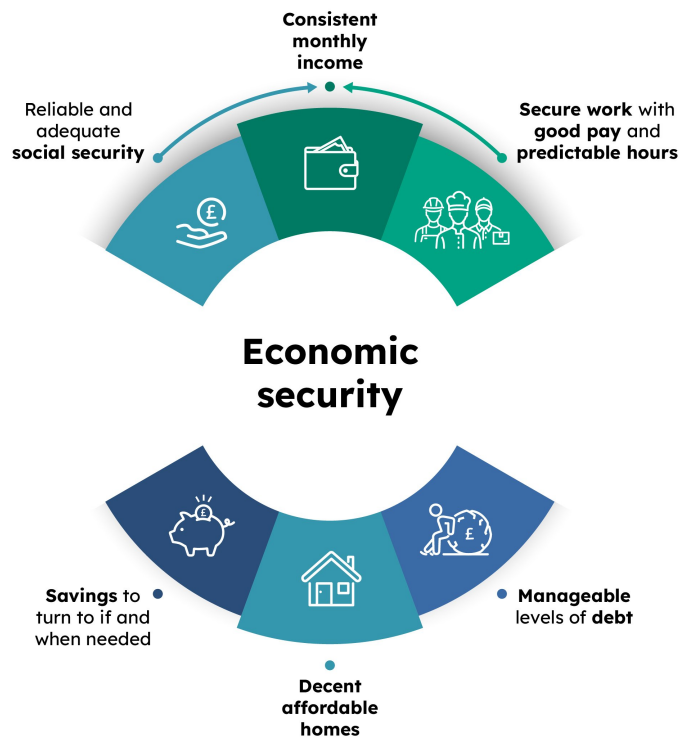 Consistent
monthly
income
Reliable and
adequate
social security
Secure work with
good pay and
predictable hours
£
Economic
security
£
£
Savings to
turn to if and
when needed
Manageable
levels of debt
Decent
affordable
homes